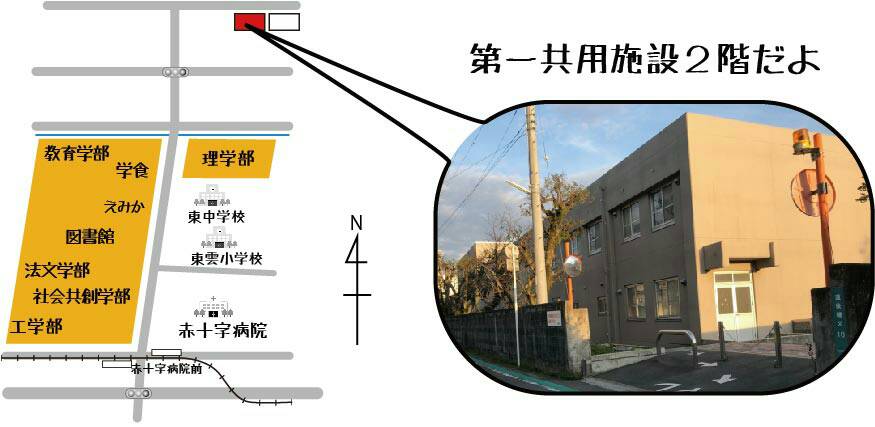 第一共用施設２階だよ
教育学部
学食
理学部
えみか
東中学校
図書館
東雲小学校
法文学部
社会共創学部
工学部
赤十字病院
赤十字病院前
N